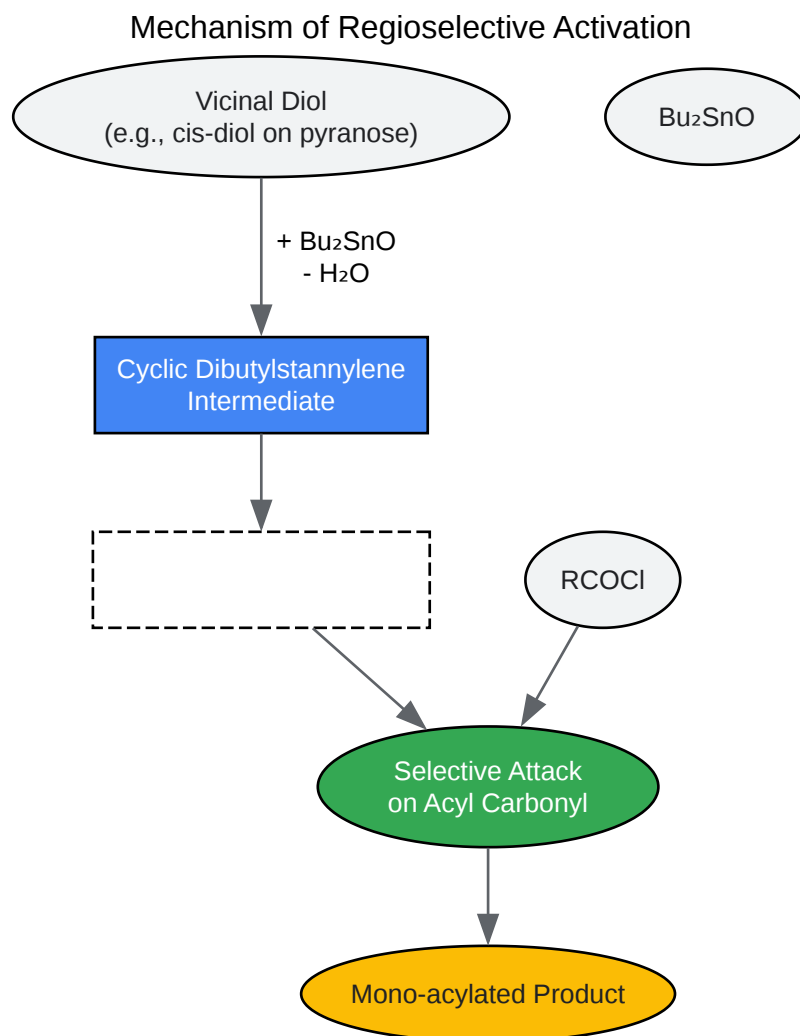 Mechanism of Regioselective Activation
Vicinal Diol
(e.g., cis-diol on pyranose)
Bu₂SnO
+ Bu₂SnO
- H₂O
Cyclic Dibutylstannylene
Intermediate
RCOCl
Selective Attack
on Acyl Carbonyl
Mono-acylated Product